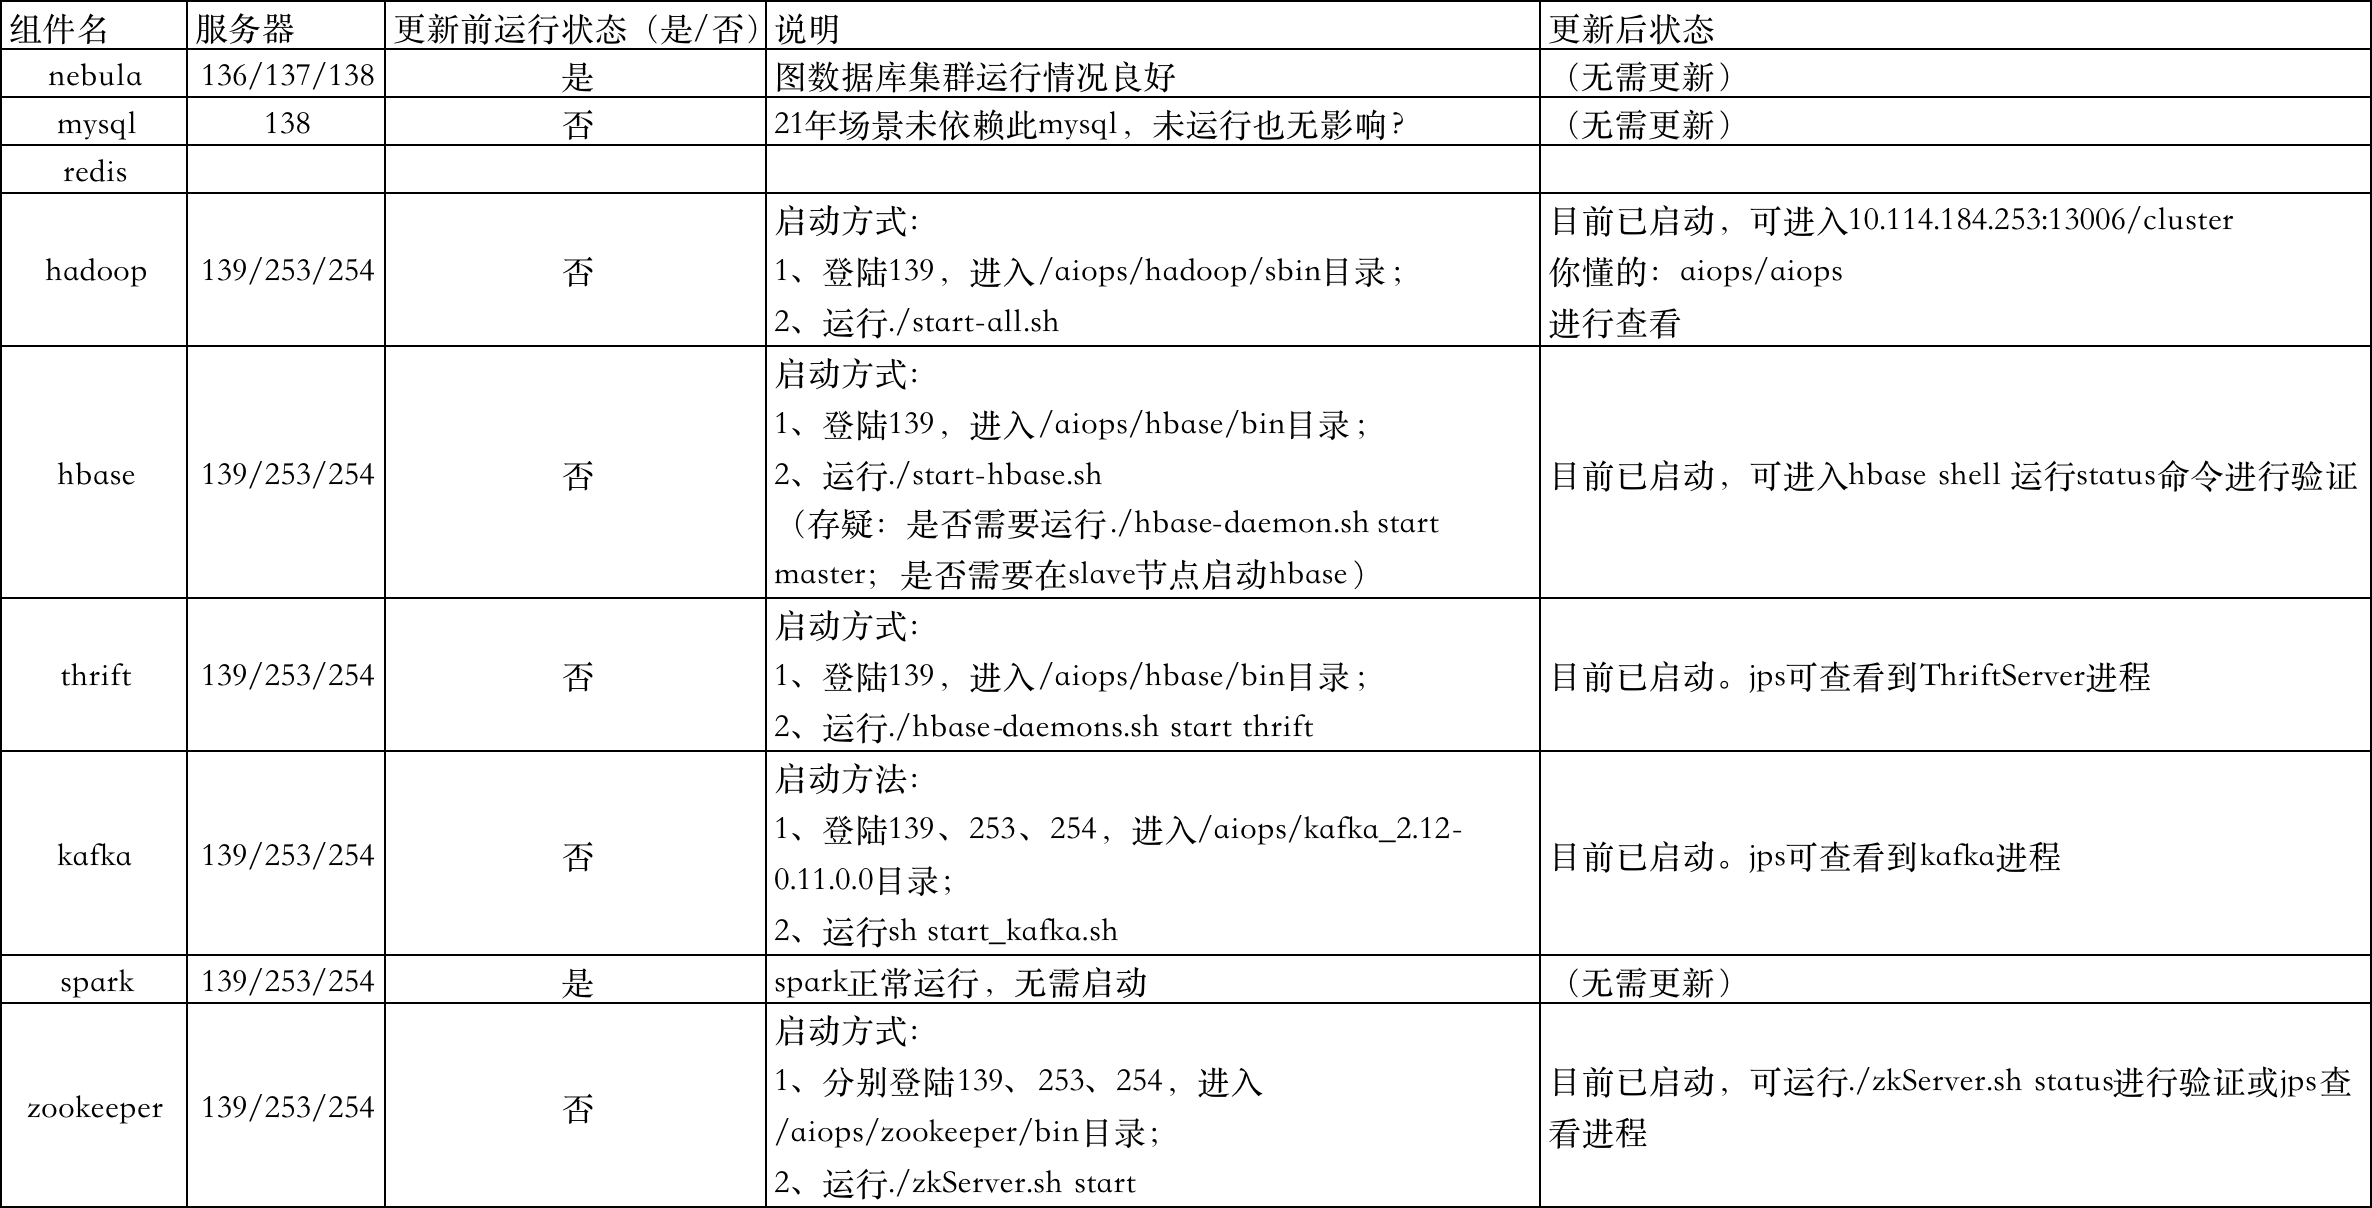 组件名 服务器 更新前运行状态（是/否） 说明 更新后状态
nebula 136/137/138 是 图数据库集群运行情况良好 （无需更新）
mysql 138 否 21年场景未依赖此mysql，未运行也无影响？ （无需更新）
redis
hadoop 139/253/254 否
启动方式：
1、登陆139，进入/aiops/hadoop/sbin目录；
2、运行./start-all.sh
目前已启动，可进入10.114.184.253:13006/cluster
你懂的：aiops/aiops
进行查看
hbase 139/253/254 否
启动方式：
1、登陆139，进入/aiops/hbase/bin目录；
2、运行./start-hbase.sh
（存疑：是否需要运行./hbase-daemon.sh start
master；是否需要在slave节点启动hbase）
目前已启动，可进入hbase shell 运行status命令进行验证
thrift 139/253/254 否
启动方式：
1、登陆139，进入/aiops/hbase/bin目录；
2、运行./hbase-daemons.sh start thrift
目前已启动。jps可查看到ThriftServer进程
kafka 139/253/254 否
启动方法：
1、登陆139、253、254，进入/aiops/kafka_2.12-
0.11.0.0目录；
2、运行sh start_kafka.sh
目前已启动。jps可查看到kafka进程
spark 139/253/254 是 spark正常运行，无需启动 （无需更新）
zookeeper 139/253/254 否
启动方式：
1、分别登陆139、253、254，进入
/aiops/zookeeper/bin目录；
2、运行./zkServer.sh start
目前已启动，可运行./zkServer.sh status进行验证或jps查
看进程